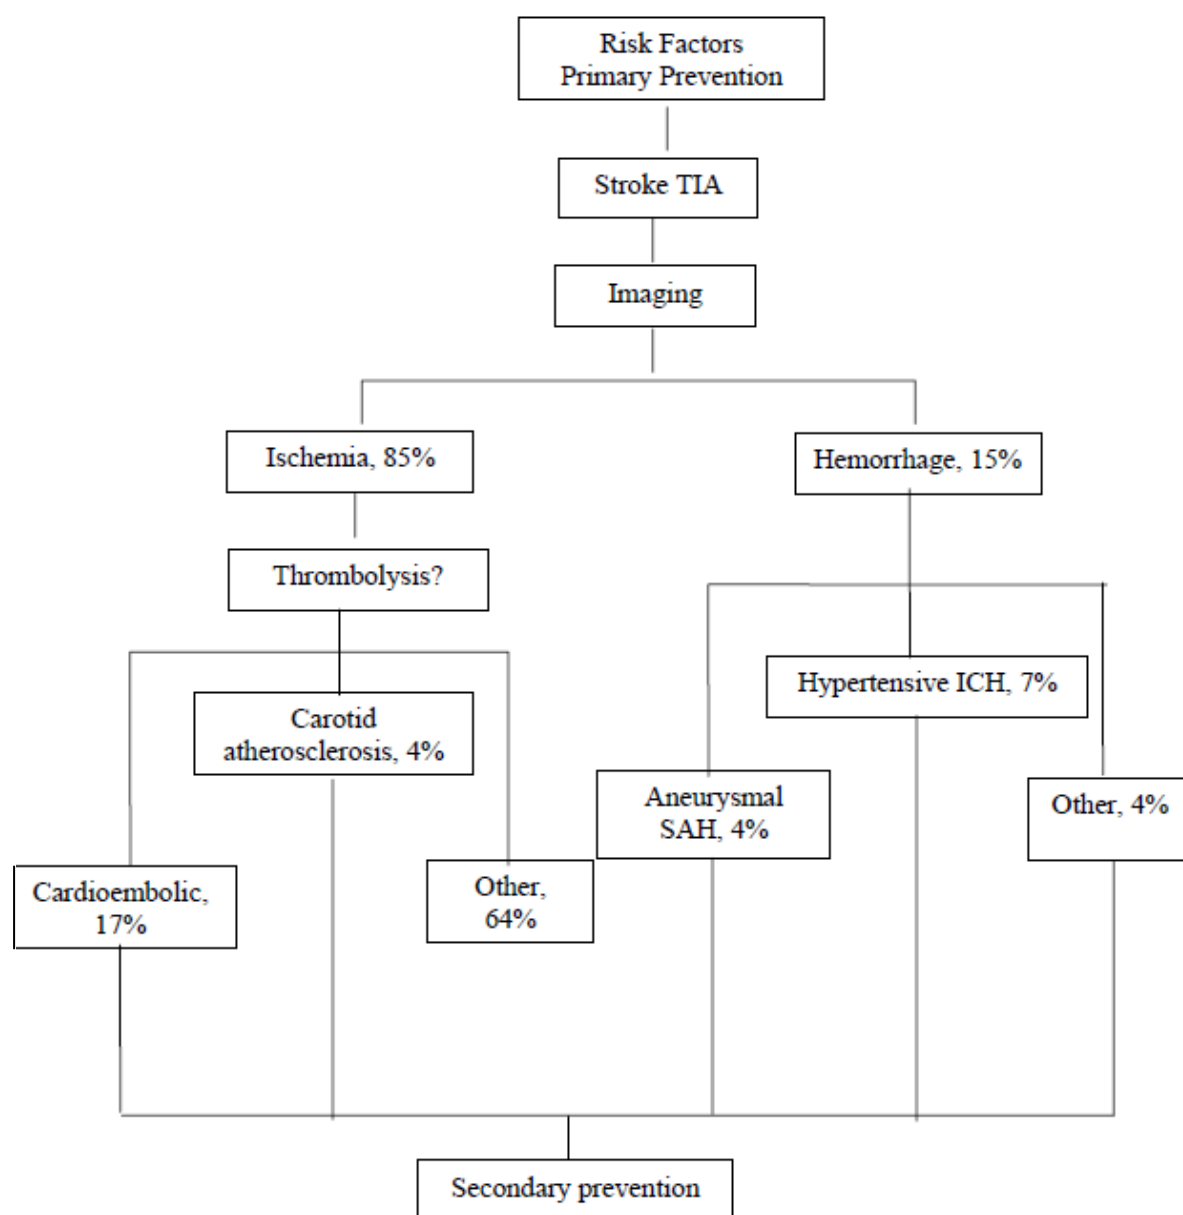 Risk Factors
Primary Prevention
Stroke TIA
Imaging
Ischemia, 85%
Hemorrhage, 15%
Thrombolysis?
Hypertensive ICH, 7%
Carotid
atherosclerosis, 4%
Aneurysmal
SAH, 4%
Other, 4%
Cardioembolic,
17%
Other,
64%
Secondary prevention